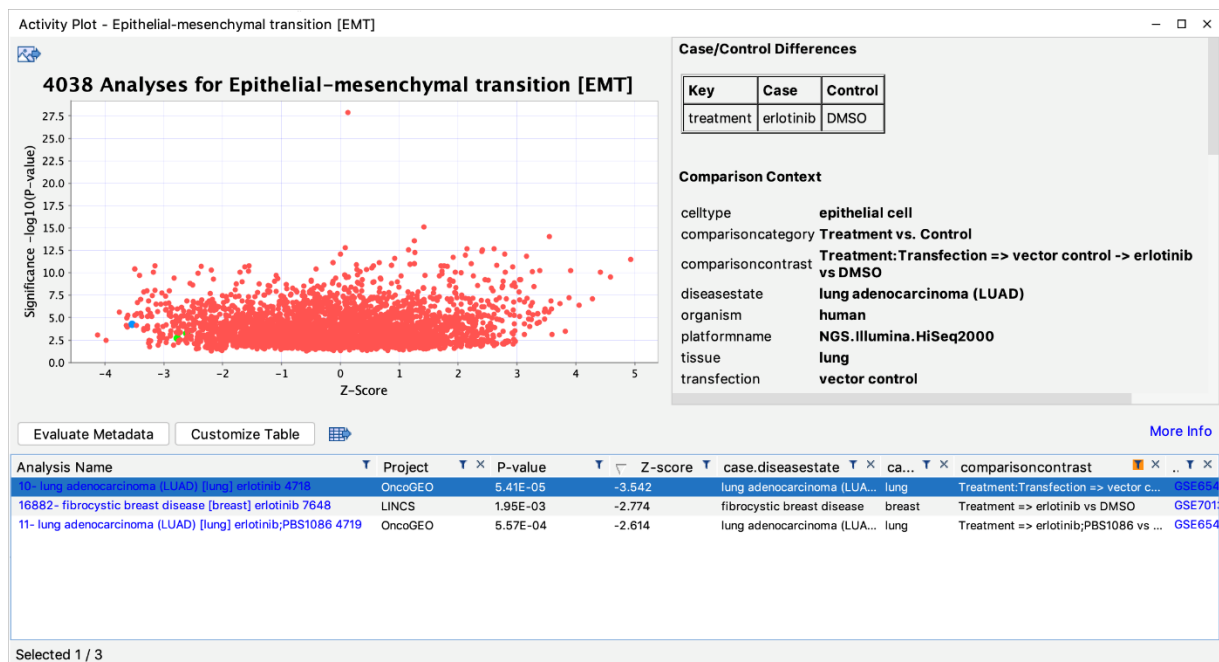 Activity Plot - Epithelial-mesenchymal transition [EMT]
4038 Analyses for Epithelial-mesenchymal transition [EMT]
Significance -log10(P-value)
27.5
25.0
22.5
20.0
17.5
15.0
12.5
10.0
7.5
5.0
2.5
0.0
-4 -3 -2 -1 0 1 2 3 4 5
Z-Score
Case/Control Differences
Key Case Control
treatment erlotinib DMSO
Comparison Context
celltype epithelial cell
comparisoncategory Treatment vs. Control
comparisoncontrast Treatment:Transfection => vector control -> erlotinib
vs DMSO
diseasestate lung adenocarcinoma (LUAD)
organism human
platformname NGS.Illumina.HiSeq2000
tissue lung
transfection vector control
Evaluate Metadata Customize Table More Info
Analysis Name Project P-value Z-score case.diseasestate ca... comparisoncontrast ..
10- lung adenocarcinoma (LUAD) [lung] erlotinib 4718 OncoGEO 5.41E-05 -3.542 lung adenocarcinoma (LUA... lung Treatment:Transfection => vector c... GSE654
16882- fibrocystic breast disease [breast] erlotinib 7648 LINCS 1.95E-03 -2.774 fibrocystic breast disease breast Treatment => erlotinib vs DMSO GSE701
11- lung adenocarcinoma (LUAD) [lung] erlotinib;PBS1086 4719 OncoGEO 5.57E-04 -2.614 lung adenocarcinoma (LUA... lung Treatment => erlotinib;PBS1086 vs ... GSE654
Selected 1 / 3